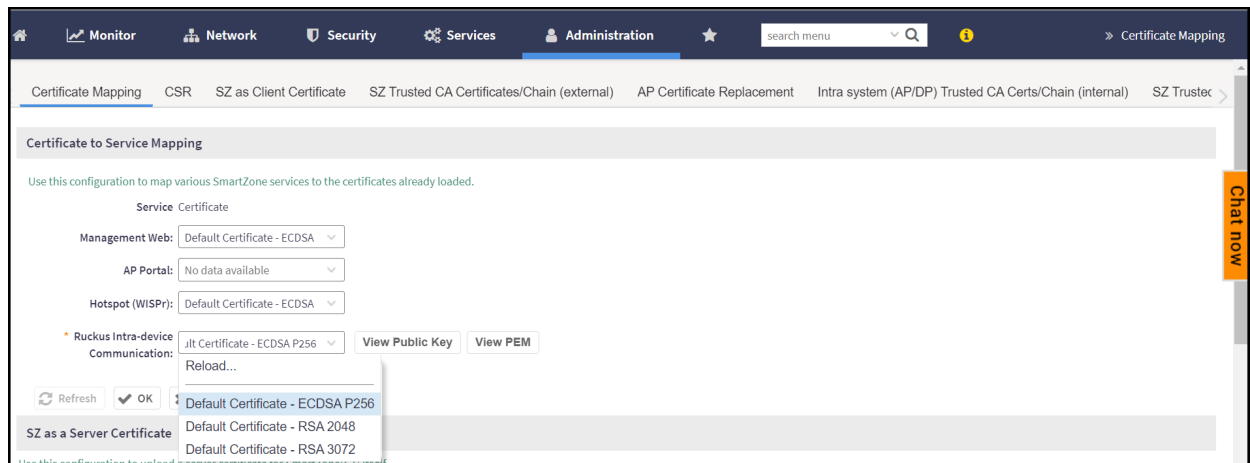 Monitor Network Security Services Administration search menu » Certificate Mapping
Certificate Mapping CSR SZ as Client Certificate SZ Trusted CA Certificates/Chain (external) AP Certificate Replacement Intra system (AP/DP) Trusted CA Certs/Chain (internal) SZ Trusted
Certificate to Service Mapping
Use this configuration to map various SmartZone services to the certificates already loaded.
Service Certificate
Management Web: Default Certificate - ECDSA
AP Portal: No data available
Hotspot (WISPr): Default Certificate - ECDSA
* Ruckus Intra-device
Communication: ult Certificate - ECDSA P256 View Public Key View PEM
Reload...
Refresh OK
Default Certificate - ECDSA P256
Default Certificate - RSA 2048
Default Certificate - RSA 3072
SZ as a Server Certificate
Chat now